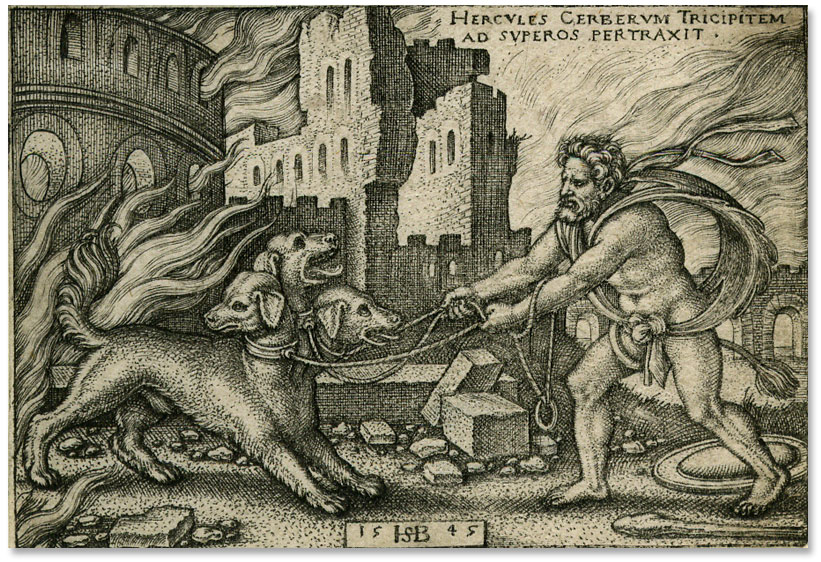 HERCVLES CERBERVM TRICIPITEM
AD SVPEROS PERTRAXIT ·
15 HSB 45